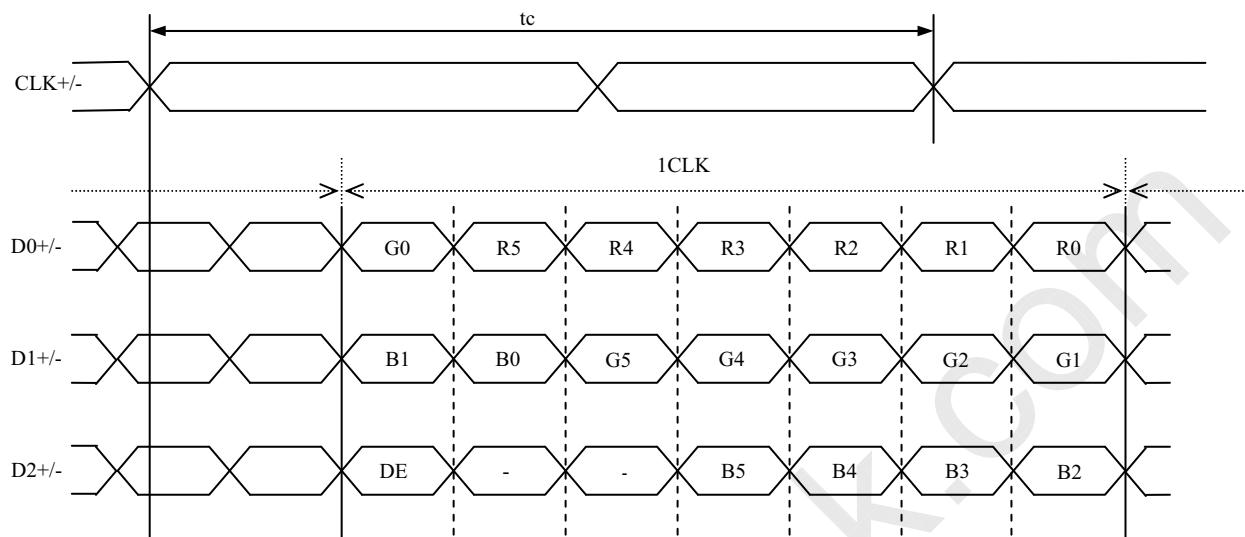 tc
CLK+/-
1CLK
D0+/- G0 R5 R4 R3 R2 R1 R0
D1+/- B1 B0 G5 G4 G3 G2 G1
D2+/- DE - - B5 B4 B3 B2
k.com